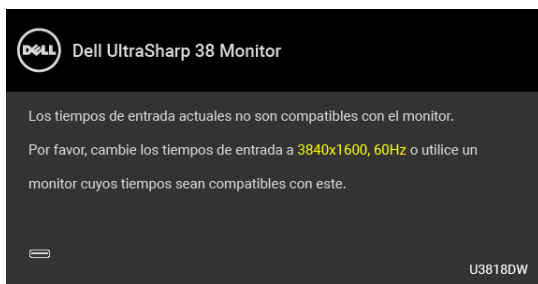 DELL
Dell UltraSharp 38 Monitor
Los tiempos de entrada actuales no son compatibles con el monitor.
Por favor, cambie los tiempos de entrada a 3840x1600, 60Hz o utilice un
monitor cuyos tiempos sean compatibles con este.
U3818DW